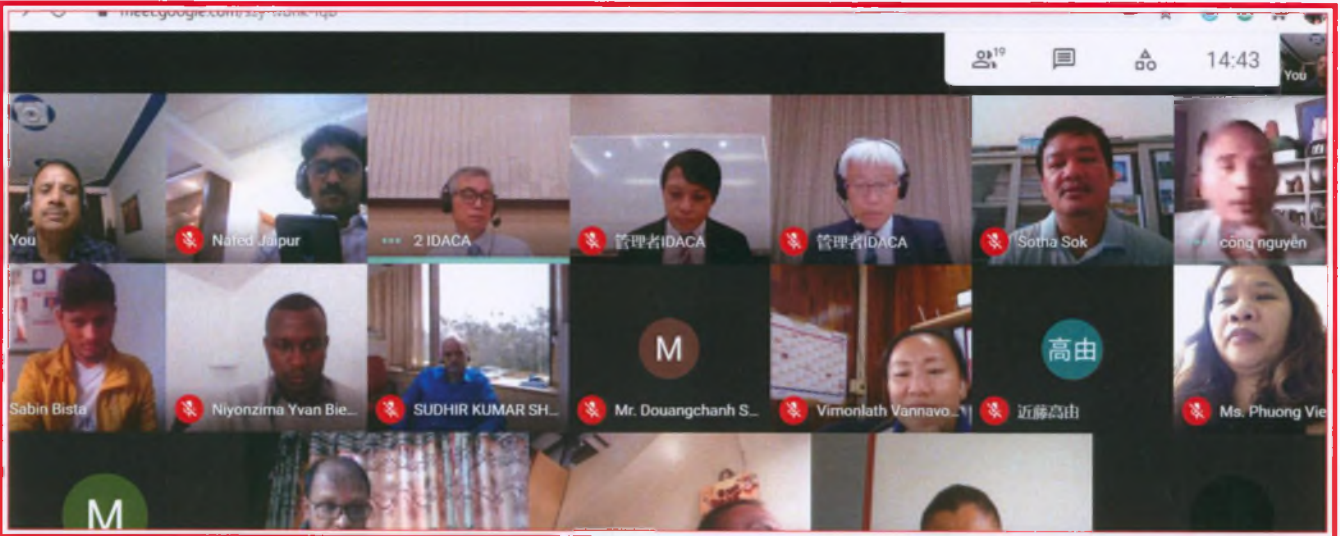 19
14:43
You
You
Nafed Jaipur
2 IDACA
管理者IDACA
管理者IDACA
Sotha Sok
cong nguyen
Sabin Bista
Niyonzima Yvan Bie...
SUDHIR KUMAR SH...
M
Mr. Douangchanh S...
Vimonlath Vannavo...
高由
近藤高由
Ms. Phuong Vie
M